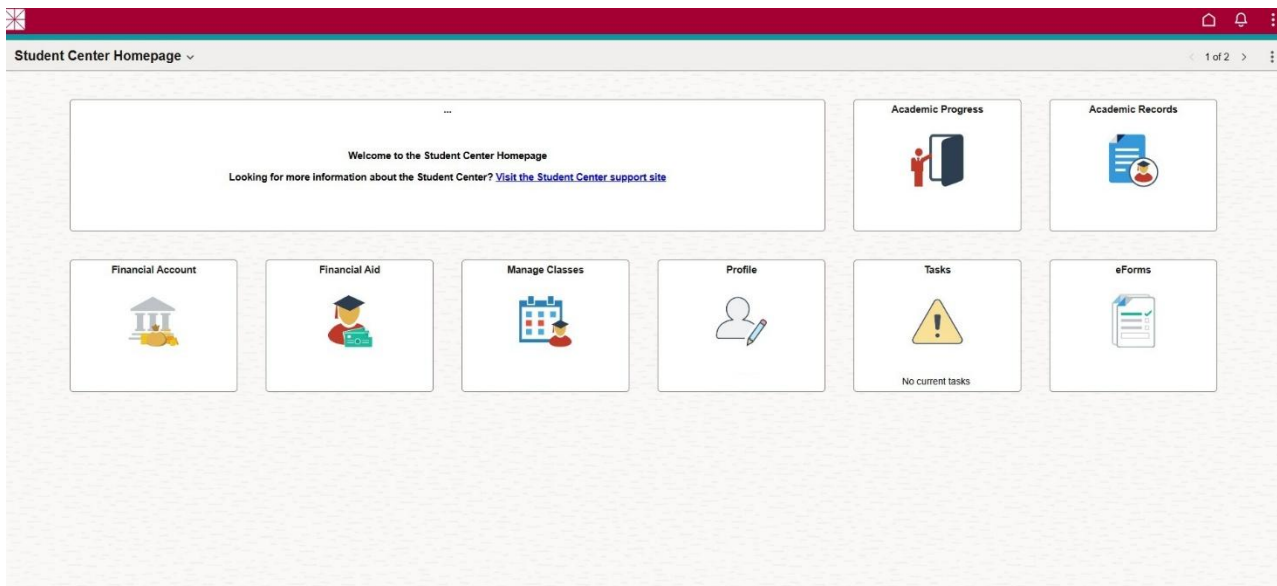 Student Center Homepage
1 of 2
...
Welcome to the Student Center Homepage
Looking for more information about the Student Center? Visit the Student Center support site
Academic Progress
Academic Records
Financial Account
Financial Aid
Manage Classes
Profile
Tasks
No current tasks
eForms